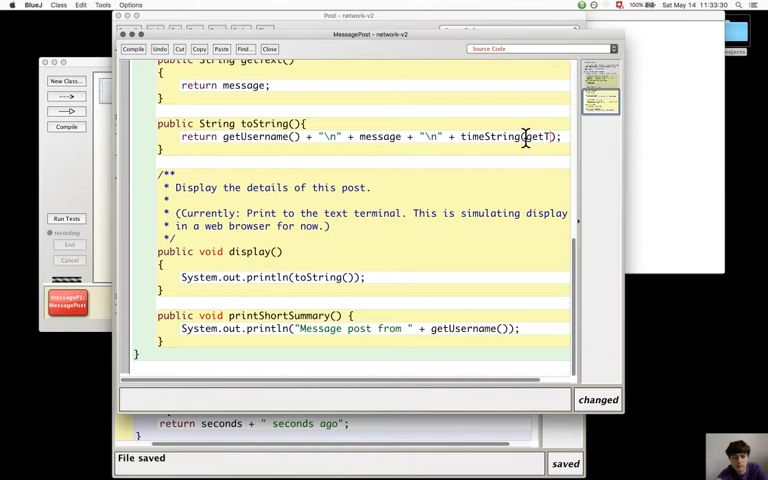 BlueJ Class Edit Tools Options
100% Sat May 14 11:33:30
Post - network-v2
MessagePost - network-v2
Compile Undo Cut Copy Paste Find... Close
Source Code
New Class...
Compile
Run Tests
recording
End
Cancel
messageP1:
MessagePost
public String getText()
{
return message;
}
public String toString(){
return getUsername() + "\n" + message + "\n" + timeString(getT);
}
/**
* Display the details of this post.
*
* (Currently: Print to the text terminal. This is simulating display
* in a web browser for now.)
*/
public void display()
{
System.out.println(toString());
}
public void printShortSummary() {
System.out.println("Message post from " + getUsername());
}
}
changed
{
return seconds + " seconds ago";
}
File saved
saved